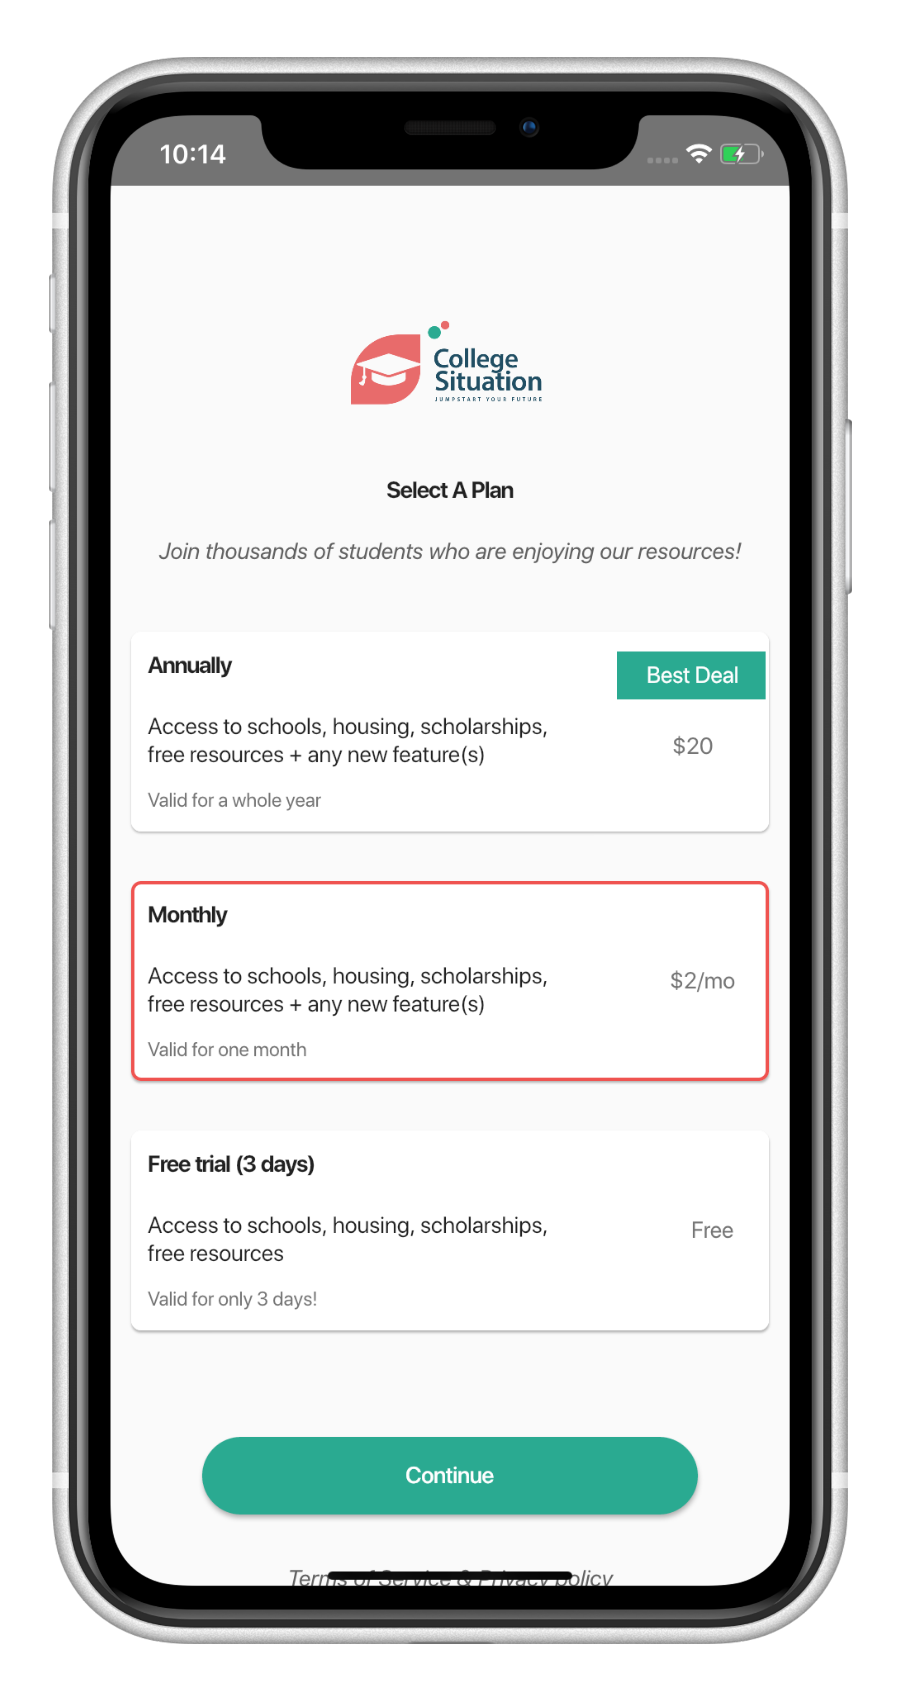 10:14
College
Situation
JUMPSTART YOUR FUTURE
Select A Plan
Join thousands of students who are enjoying our resources!
Annually
Best Deal
Access to schools, housing, scholarships,
free resources + any new feature(s)
$20
Valid for a whole year
Monthly
Access to schools, housing, scholarships,
free resources + any new feature(s)
$2/mo
Valid for one month
Free trial (3 days)
Access to schools, housing, scholarships,
free resources
Free
Valid for only 3 days!
Continue
Terms of Service & Privacy policy